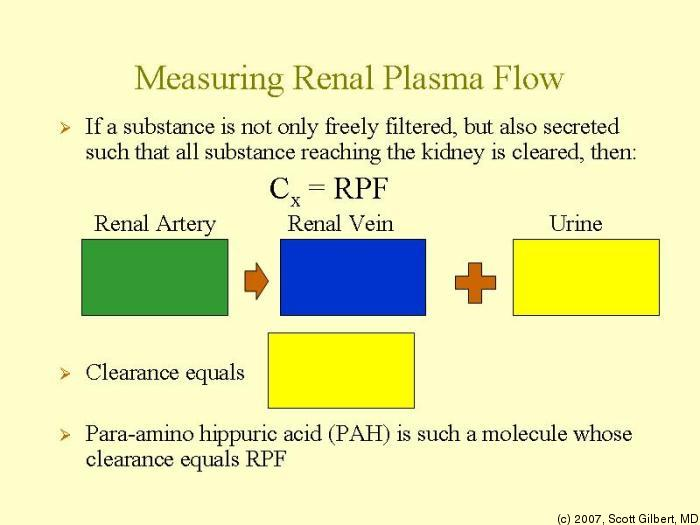 Measuring Renal Plasma Flow
If a substance is not only freely filtered, but also secreted
such that all substance reaching the kidney is cleared, then:
Cx = RPF
Renal Artery Renal Vein Urine
Clearance equals
Para-amino hippuric acid (PAH) is such a molecule whose
clearance equals RPF
(c) 2007, Scott Gilbert, MD